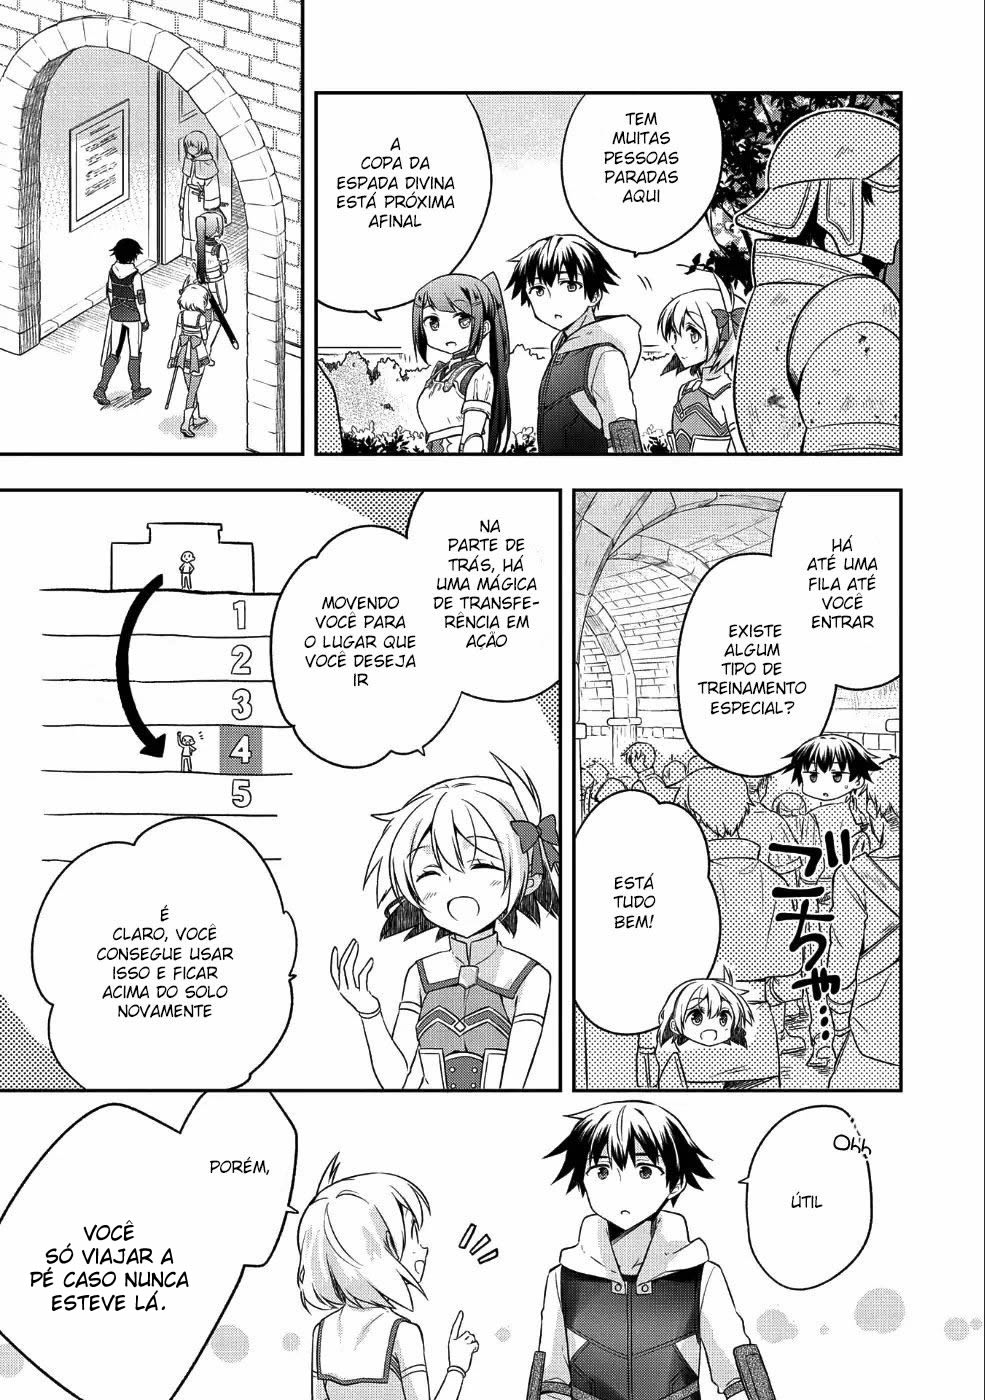 TEM
MUITAS
PESSOAS
PARADAS
AQUI
A
COPA DA
ESPADA DIVINA
ESTÁ PRÓXIMA
AFINAL
HÁ
ATÉ UMA
FILA ATÉ
VOCÊ
ENTRAR
EXISTE
ALGUM
TIPO DE
TREINAMENTO
ESPECIAL?
ごちゃ……
ESTÁ
TUDO
BEM!
NA
PARTE DE
TRÁS, HÁ
UMA MÁGICA
DE TRANSFE-
RÊNCIA EM
AÇÃO
MOVENDO
VOCÊ PARA
O LUGAR QUE
VOCÊ DESEJA
IR
1
2
3
4
5
É
CLARO, VOCÊ
CONSEGUE USAR
ISSO E FICAR
ACIMA DO SOLO
NOVAMENTE
Ohh
ÚTIL
PORÉM,
VOCÊ
SÓ VIAJAR A
PÉ CASO NUNCA
ESTEVE LÁ.